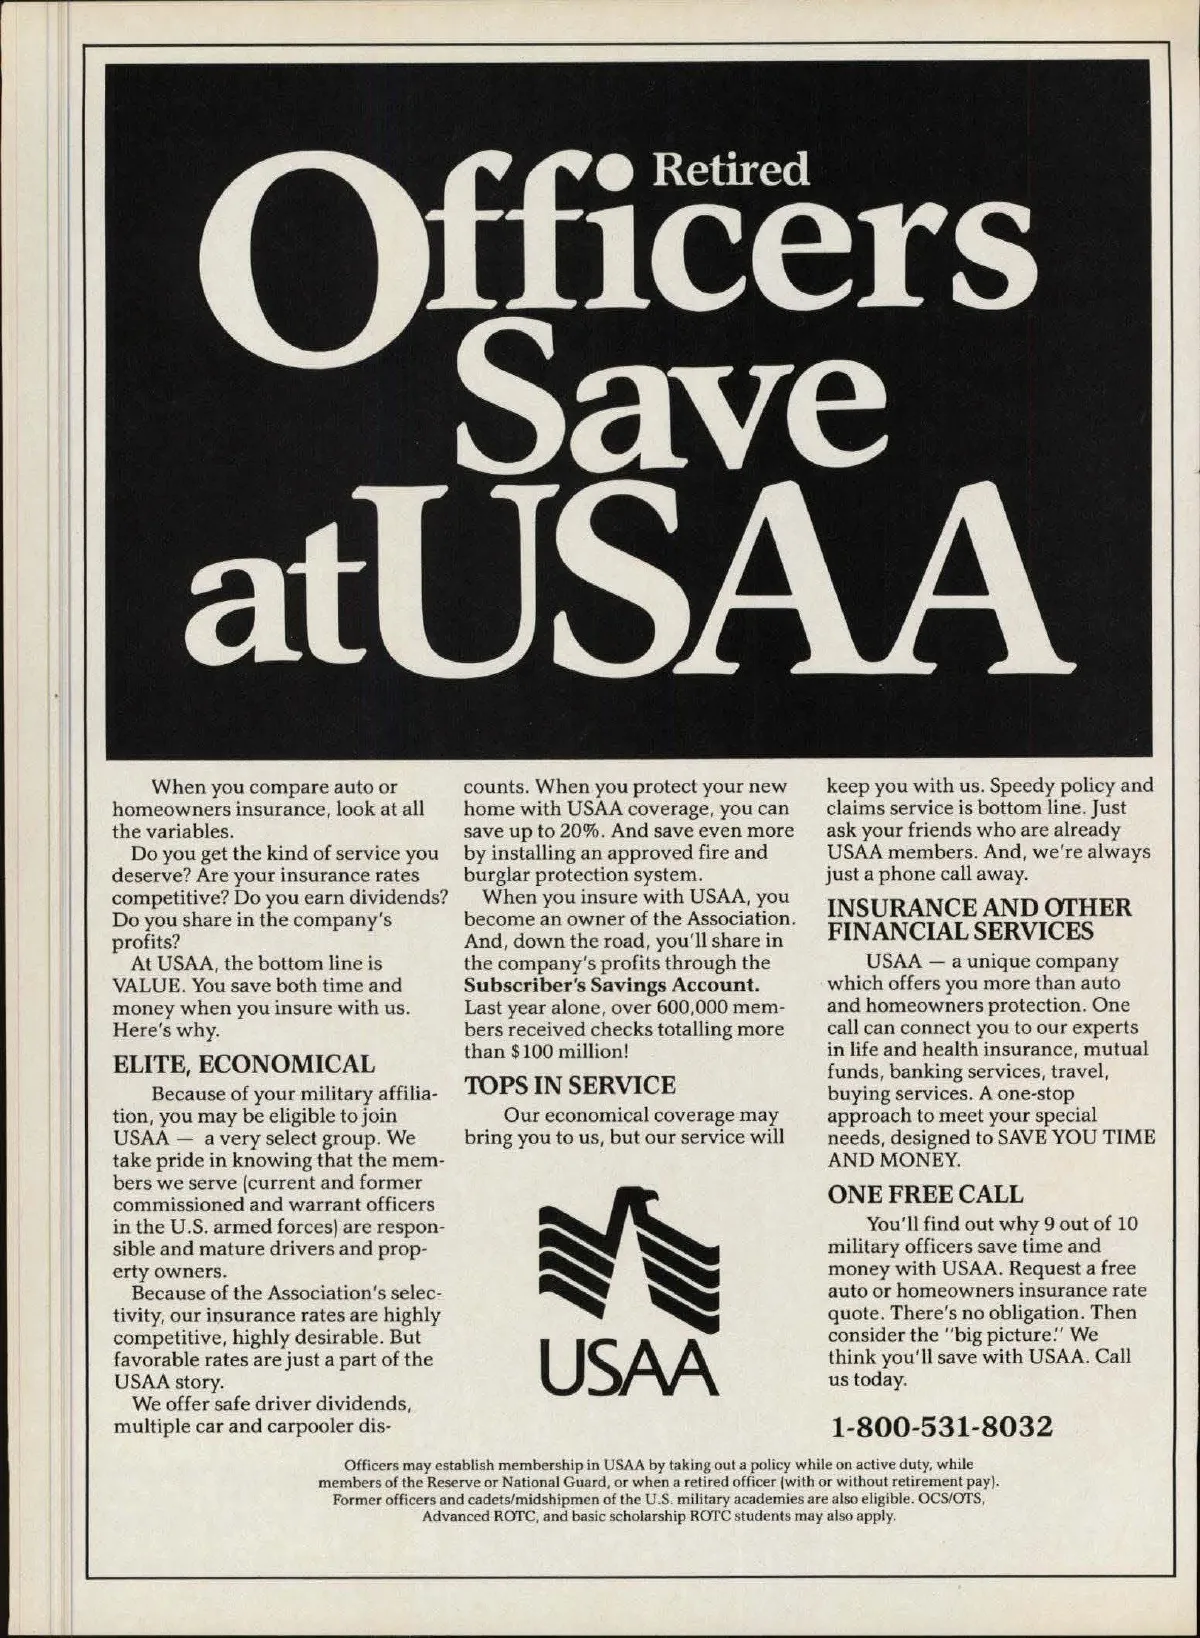 Retired
Officers
Save
at USAA
When you compare auto or
homeowners insurance, look at all
the variables.
Do you get the kind of service you
deserve? Are your insurance rates
competitive? Do you earn dividends?
Do you share in the company's
profits?
At USAA, the bottom line is
VALUE. You save both time and
money when you insure with us.
Here's why.
ELITE, ECONOMICAL
Because of your military affilia-
tion, you may be eligible to join
USAA — a very select group. We
take pride in knowing that the mem-
bers we serve (current and former
commissioned and warrant officers
in the U.S. armed forces) are respon-
sible and mature drivers and prop-
erty owners.
Because of the Association's selec-
tivity, our insurance rates are highly
competitive, highly desirable. But
favorable rates are just a part of the
USAA story.
We offer safe driver dividends,
multiple car and carpooler dis-
counts. When you protect your new
home with USAA coverage, you can
save up to 20%. And save even more
by installing an approved fire and
burglar protection system.
When you insure with USAA, you
become an owner of the Association.
And, down the road, you'll share in
the company's profits through the
Subscriber's Savings Account.
Last year alone, over 600,000 mem-
bers received checks totalling more
than $100 million!
TOPS IN SERVICE
Our economical coverage may
bring you to us, but our service will
USAA
keep you with us. Speedy policy and
claims service is bottom line. Just
ask your friends who are already
USAA members. And, we're always
just a phone call away.
INSURANCE AND OTHER
FINANCIAL SERVICES
USAA — a unique company
which offers you more than auto
and homeowners protection. One
call can connect you to our experts
in life and health insurance, mutual
funds, banking services, travel,
buying services. A one-stop
approach to meet your special
needs, designed to SAVE YOU TIME
AND MONEY.
ONE FREE CALL
You'll find out why 9 out of 10
military officers save time and
money with USAA. Request a free
auto or homeowners insurance rate
quote. There's no obligation. Then
consider the "big picture." We
think you'll save with USAA. Call
us today.
1-800-531-8032
Officers may establish membership in USAA by taking out a policy while on active duty, while
members of the Reserve or National Guard, or when a retired officer (with or without retirement pay).
Former officers and cadets/midshipmen of the U.S. military academies are also eligible. OCS/OTS,
Advanced ROTC, and basic scholarship ROTC students may also apply.